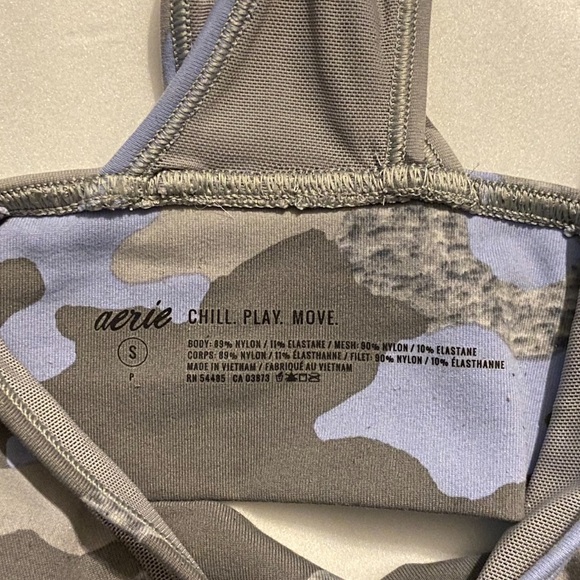 aerie CHILL. PLAY. MOVE.
S
P
BODY: 89% NYLON / 11% ELASTANE / MESH: 90% NYLON / 10% ELASTANE
CORPS: 89% NYLON / 11% ÉLASTHANNE / FILET: 90% NYLON / 10% ÉLASTHANNE
MADE IN VIETNAM / FABRIQUÉ AU VIETNAM
RN 54485 CA 03873